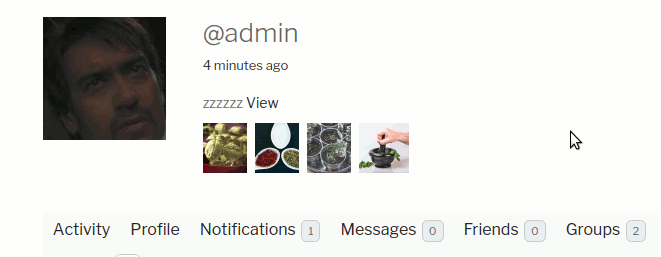 @admin
4 minutes ago
zzzzzz View
Activity Profile Notifications 1 Messages 0 Friends 0 Groups 2